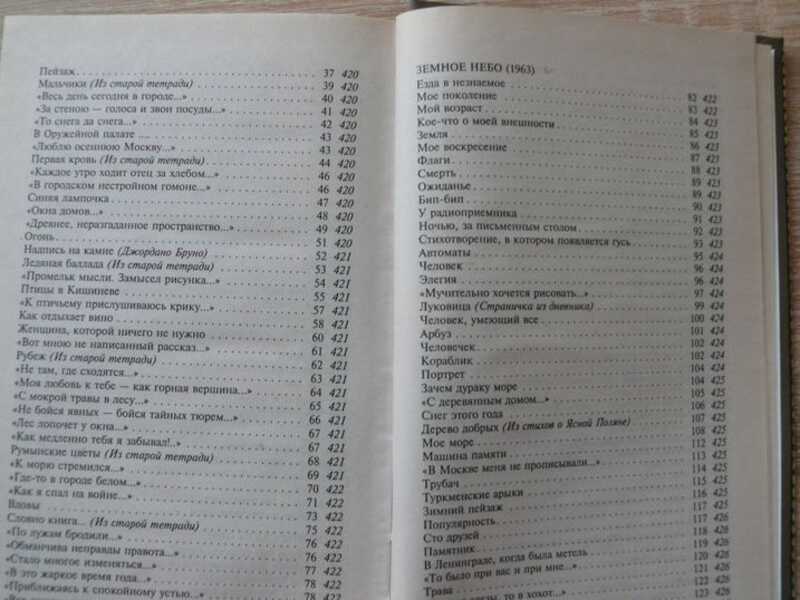 Пейзаж 37 420
Мальчики (Из старой тетради) 39 420
«Весь день сегодня в городе...» 40 420
«За стеною — голоса и звон посуды...» 41 420
«То снега да снега...» 42 420
В Оружейной палате 43 420
«Люблю осеннюю Москву...» 43 420
Первая кровь (Из старой тетради) 44 420
«Каждое утро ходит отец за хлебом...» 46 420
«В городском нестройном гомоне...» 46 420
Синяя лампочка 47 420
«Окна домов...» 48 420
«Древнее, неразгаданное пространство...» 49 420
Огонь 51 420
Надпись на камне (Джордано Бруно) 52 421
Ледяная баллада (Из старой тетради) 53 421
«Промельк мысли. Замысел рисунка...» 54 421
Птицы в Кишиневе 55 421
«К птичьему прислушиваюсь крику...» 57 421
Как отдыхает вино 58 421
Женщина, которой ничего не нужно 60 421
«Вот мною не написанный рассказ...» 61 421
Рубеж (Из старой тетради) 62 421
«Не там, где сходятся...» 63 421
«Моя любовь к тебе — как горная вершина...» 64 421
«С мокрой травы в лесу...» 65 421
«Не бойся явных — бойся тайных тюрем...» 66 421
«Лес лопочет у окна...» 67 421
«Как медленно тебя я забывал!..» 67 421
Румынские цветы (Из старой тетради) 68 421
«К морю стремился...» 69 421
«Где-то в городе белом...» 70 422
«Как я спал на войне...» 71 422
Вдовы 73 422
Словно книга... (Из старой тетради) 75 422
«По лужам бродили...» 76 422
«Обманчива неправды правота...» 76 422
«Стало многое изменяться...» 77 422
«В это жаркое время года...» 78 422
«Приближаясь к спокойному устью...» 78 422
ЗЕМНОЕ НЕБО (1963)
Езда в незнаемое 82 422
Мое поколение 83 422
Мой возраст 84 423
Кое-что о моей внешности 85 423
Земля 86 423
Мое воскресение 87 423
Флаги 88 423
Смерть 89 423
Ожиданье 89 423
Бип-бип 90 423
У радиоприемника 91 423
Ночью, за письменным столом 92 423
Стихотворение, в котором появляется гусь 93 423
Автоматы 95 424
Человек 96 424
Элегия 96 424
«Мучительно хочется рисовать...» 97 424
Луковица (Страничка из дневника) 99 424
Человек, умеющий все 100 424
Арбуз 102 424
Человечек 102 424
Кораблик 104 424
Портрет 104 425
Зачем дураку море 105 425
«С деревянным домом...» 106 425
Снег этого года 107 425
Дерево добрых (Из стихов о Ясной Поляне) 108 425
Мое море 112 425
Машина памяти 113 425
«В Москве меня не прописывали...» 114 425
Трубач 115 425
Туркменские арыки 116 425
Зимний пейзаж 117 425
Популярность 117 426
Сто друзей 118 426
Памятник 119 426
В Ленинграде, когда была метель 120 426
«То было при вас и при мне...» 121 426
Трава 123 426
то в хохот...»